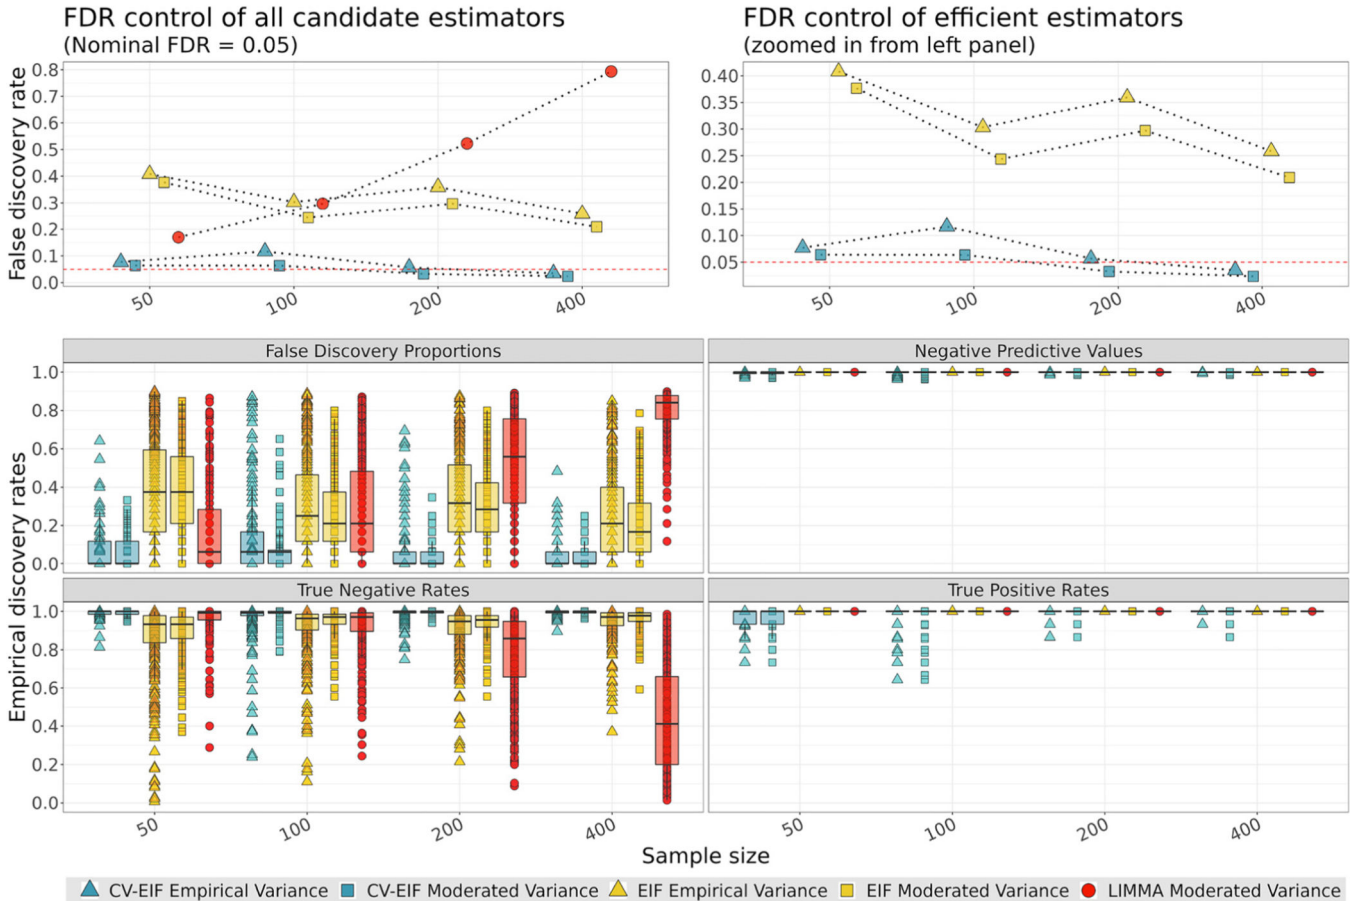 FDR control of all candidate estimators
(Nominal FDR = 0.05)
False discovery rate
0.8
0.7
0.6
0.5
0.4
0.3
0.2
0.1
0.0
50
100
200
400
FDR control of efficient estimators
(zoomed in from left panel)
0.40
0.35
0.30
0.25
0.20
0.15
0.10
0.05
50
100
200
400
Empirical discovery rates
False Discovery Proportions
1.0
0.8
0.6
0.4
0.2
0.0
Negative Predictive Values
True Negative Rates
1.0
0.8
0.6
0.4
0.2
0.0
50
100
200
400
True Positive Rates
50
100
200
400
Sample size
CV-EIF Empirical Variance
CV-EIF Moderated Variance
EIF Empirical Variance
EIF Moderated Variance
LIMMA Moderated Variance